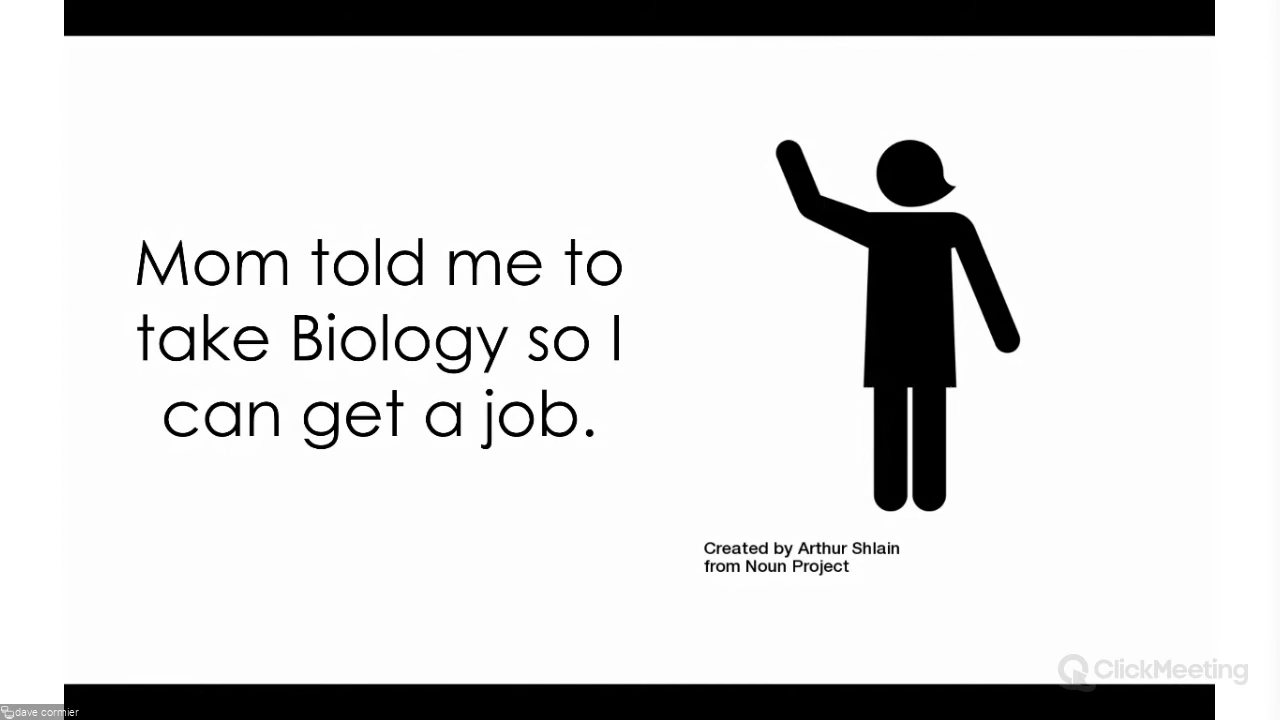 Mom told me to
take Biology so I
can get a job.
Created by Arthur Shlain
from Noun Project
ClickMeeting
dave cormier